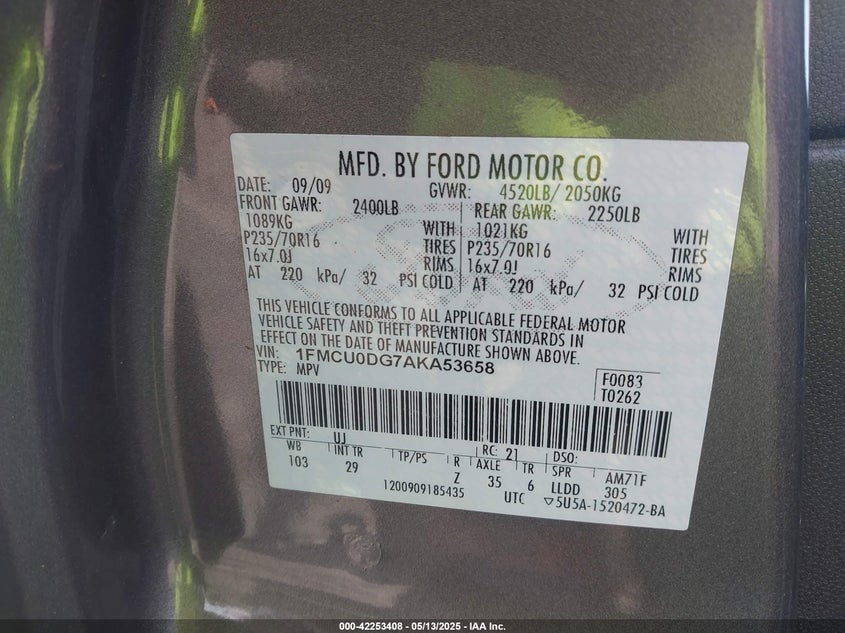 MFD. BY FORD MOTOR CO.
DATE: 09/09 GVWR: 4520LB/ 2050KG
FRONT GAWR: 2400LB REAR GAWR: 2250LB
1089KG WITH 1021KG WITH
P235/70R16 TIRES P235/70R16 TIRES
16x7.0J RIMS 16x7.0J RIMS
AT 220 kPa/ 32 PSI COLD AT 220 kPa/ 32 PSI COLD
THIS VEHICLE CONFORMS TO ALL APPLICABLE FEDERAL MOTOR
VEHICLE SAFETY AND THEFT PREVENTION STANDARDS IN
EFFECT ON THE DATE OF MANUFACTURE SHOWN ABOVE.
VIN: 1FMCU0DG7AKA53658
TYPE: MPV
F0083
T0262
EXT PNT: UJ RC: 21 DSO:
WB INT TR TP/PS R AXLE TR SPR AM71F
103 29 Z 35 6 LLDD 305
1200909185435 UTC ▽5U5A-1520472-BA
000-42253408 - 05/13/2025 - IAA Inc.